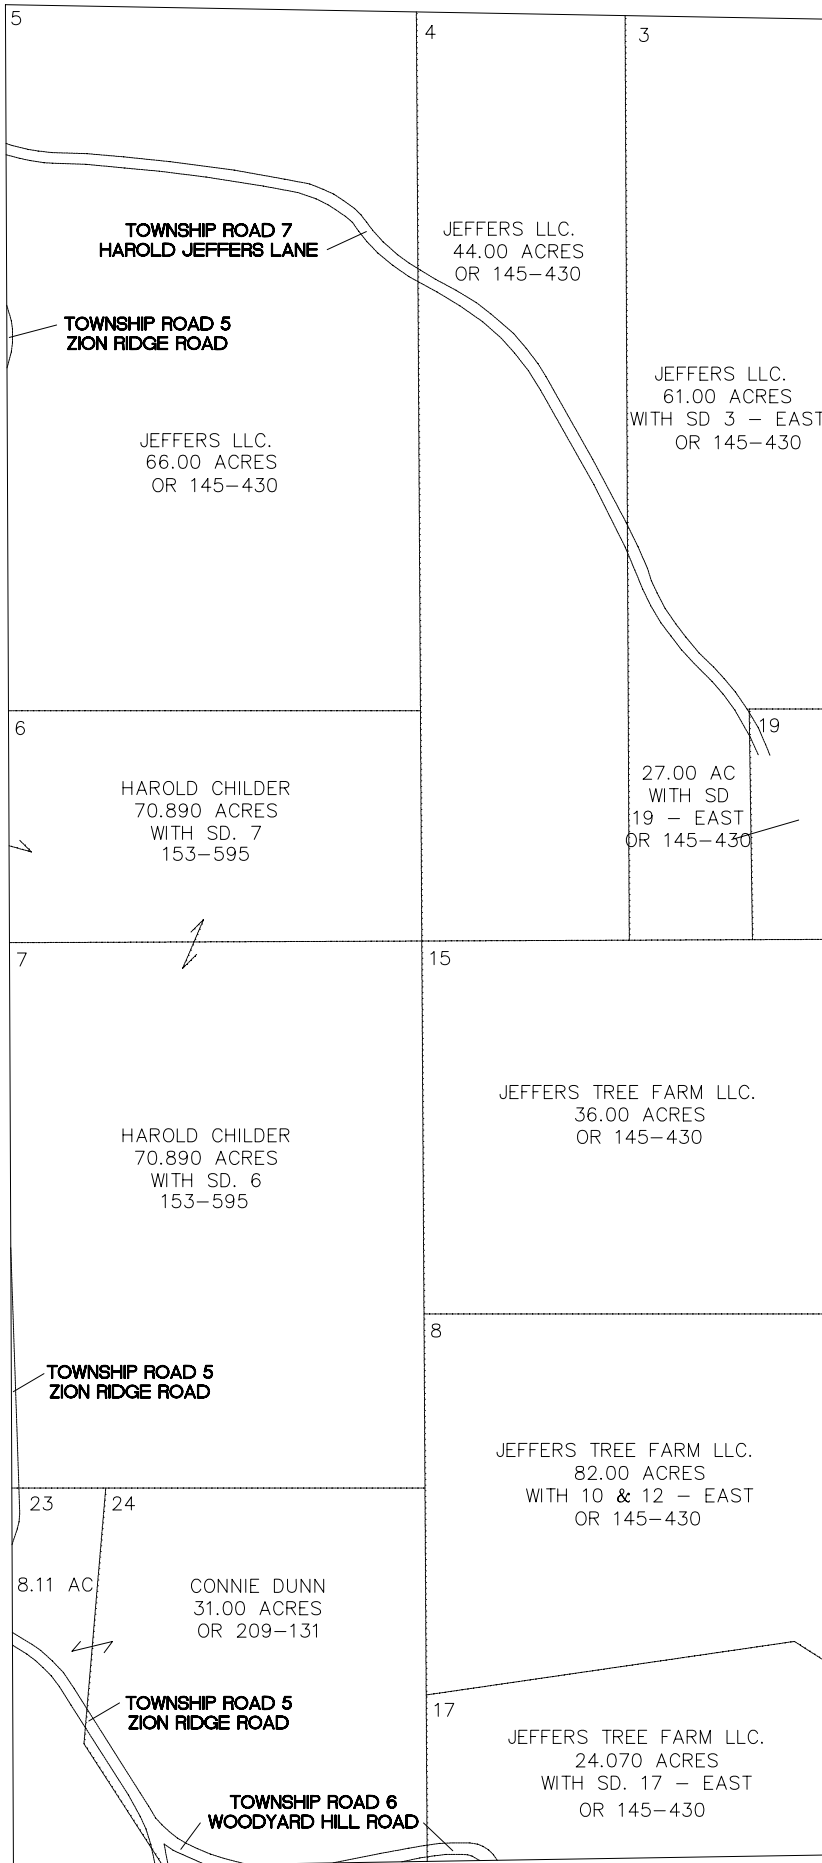 5
4
3
TOWNSHIP ROAD 7
HAROLD JEFFERS LANE
JEFFERS LLC.
44.00 ACRES
OR 145-430
TOWNSHIP ROAD 5
ZION RIDGE ROAD
JEFFERS LLC.
61.00 ACRES
WITH SD 3 - EAST
OR 145-430
JEFFERS LLC.
66.00 ACRES
OR 145-430
6
19
HAROLD CHILDER
70.890 ACRES
WITH SD. 7
153-595
27.00 AC
WITH SD
19 - EAST
OR 145-430
7
15
JEFFERS TREE FARM LLC.
36.00 ACRES
OR 145-430
HAROLD CHILDER
70.890 ACRES
WITH SD. 6
153-595
8
TOWNSHIP ROAD 5
ZION RIDGE ROAD
JEFFERS TREE FARM LLC.
82.00 ACRES
WITH 10 & 12 - EAST
OR 145-430
23
24
8.11 AC
CONNIE DUNN
31.00 ACRES
OR 209-131
TOWNSHIP ROAD 5
ZION RIDGE ROAD
17
JEFFERS TREE FARM LLC.
24.070 ACRES
WITH SD. 17 - EAST
OR 145-430
TOWNSHIP ROAD 6
WOODYARD HILL ROAD